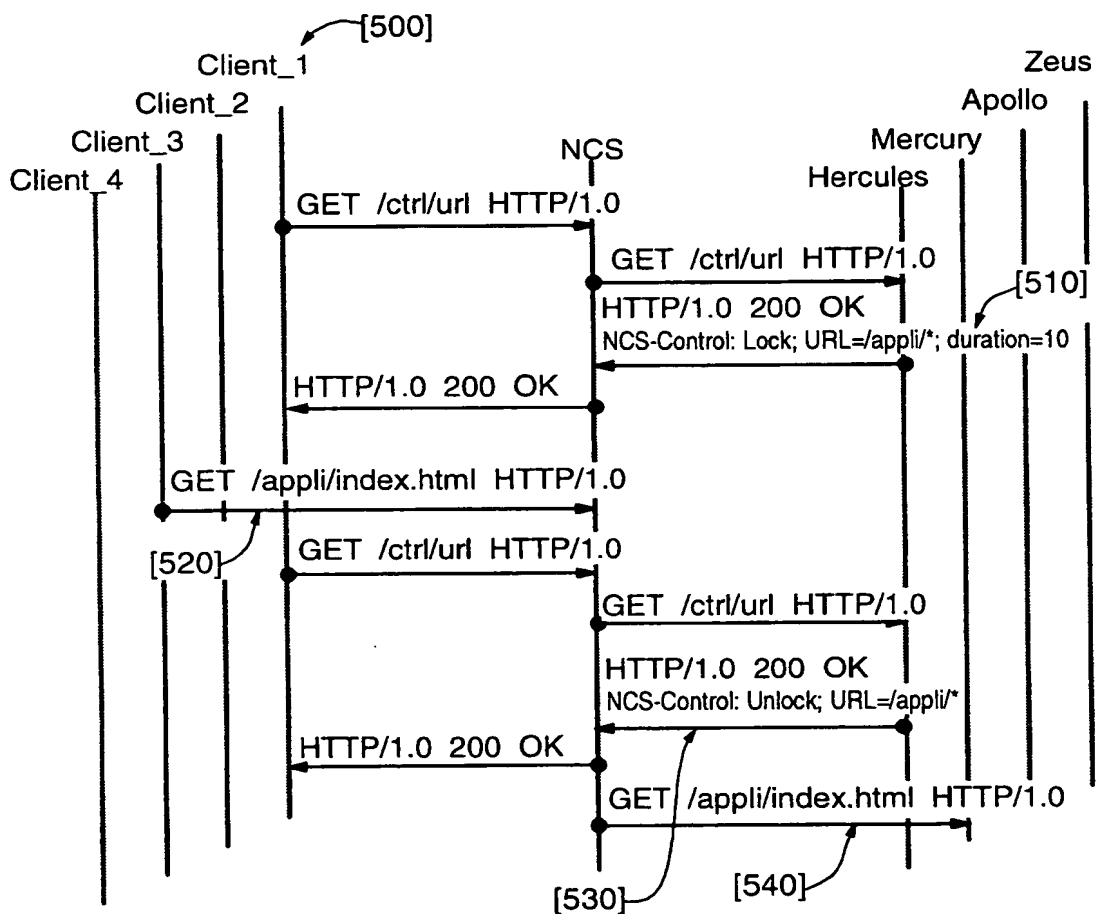 [500]
Client_1
Zeus
Client_2
Apollo
Client_3
NCS
Mercury
Client_4
Hercules
GET /ctrl/url HTTP/1.0
GET /ctrl/url HTTP/1.0
[510]
HTTP/1.0 200 OK
NCS-Control: Lock; URL=/appli/*; duration=10
HTTP/1.0 200 OK
GET /appli/index.html HTTP/1.0
[520]
GET /ctrl/url HTTP/1.0
GET /ctrl/url HTTP/1.0
HTTP/1.0 200 OK
NCS-Control: Unlock; URL=/appli/*
HTTP/1.0 200 OK
GET /appli/index.html HTTP/1.0
[530]
[540]